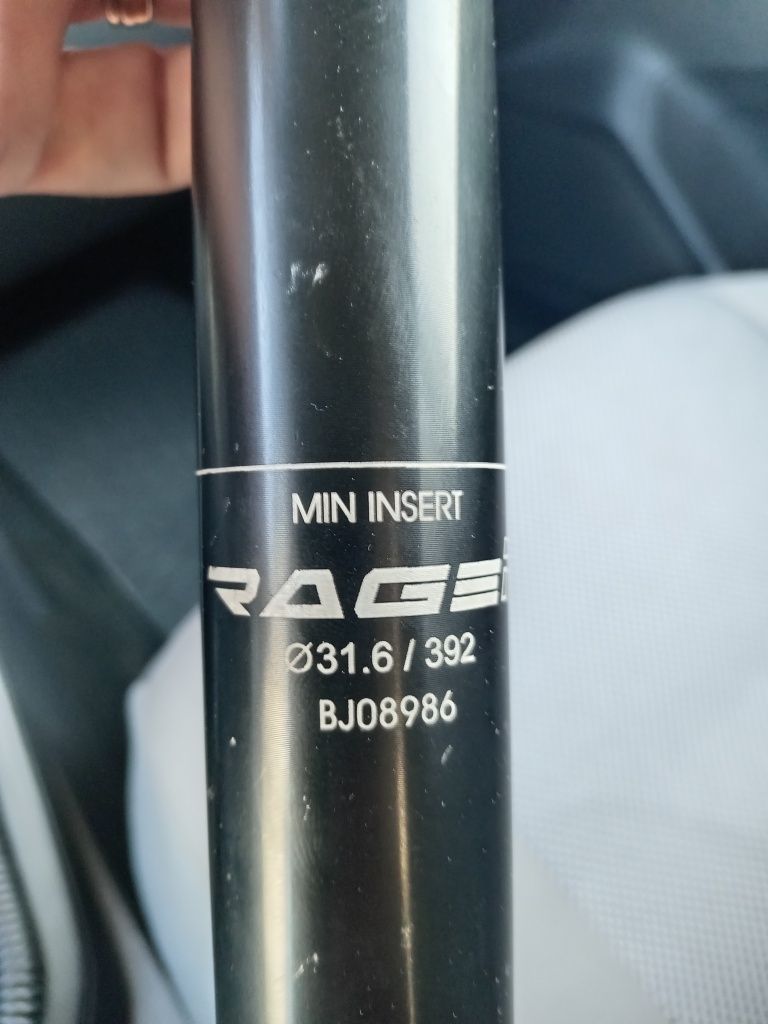 MIN INSERT
RAGE
Ø31.6 / 392
BJ08986